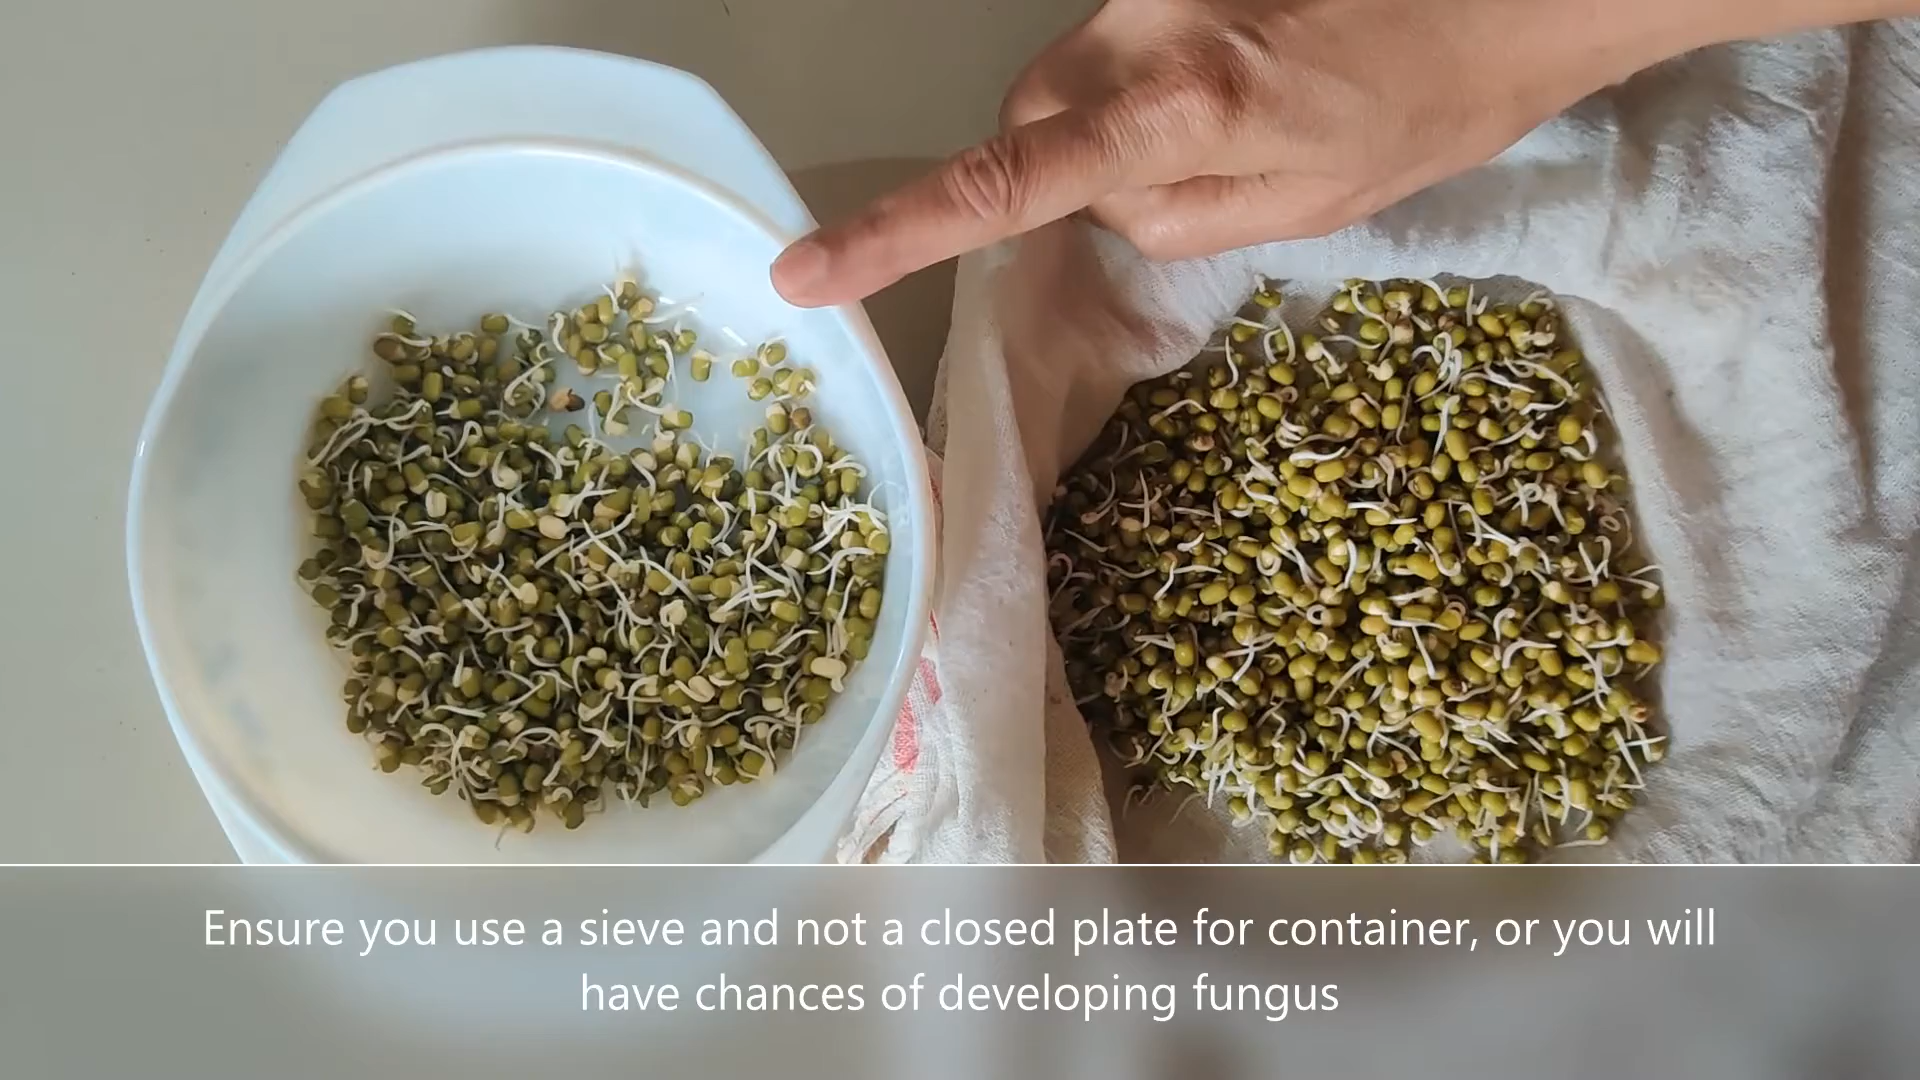 Ensure you use a sieve and not a closed plate for container, or you will
have chances of developing fungus